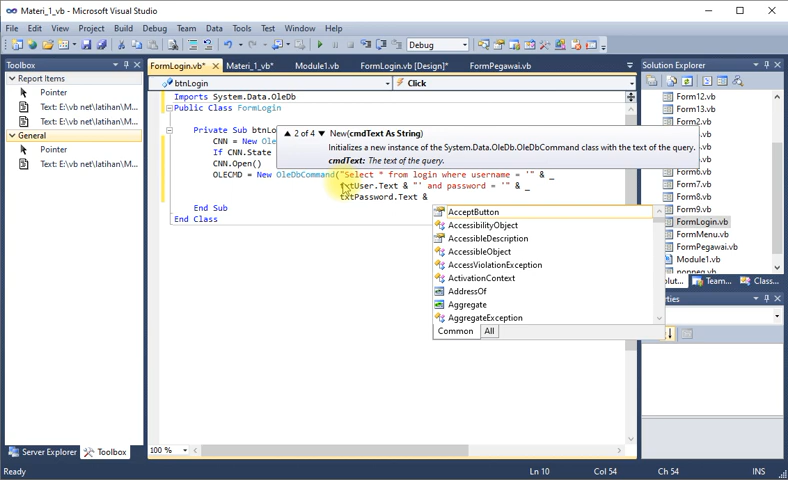 Materi_1_vb - Microsoft Visual Studio
File Edit View Project Build Debug Team Data Tools Test Window Help
Debug
Toolbox
FormLogin.vb* Materi_1_vb* Module1.vb FormLogin.vb [Design]* FormPegawai.vb
Solution Explorer
Report Items
Pointer
Text: E:\vb net\latihan\M...
Text: E:\vb net\latihan\M...
General
Pointer
Text: E:\vb net\latihan\M...
btnLogin
Click
Imports System.Data.OleDb
Public Class FormLogin
Private Sub btnLo
CNN = New Ole
If CNN.State
CNN.Open()
OLECMD = New OleDbCommand("Select * from login where username = '" & _
txtUser.Text & "' and password = '" & _
txtPassword.Text &
End Sub
End Class
2 of 4 New(cmdText As String)
Initializes a new instance of the System.Data.OleDb.OleDbCommand class with the text of the query.
cmdText: The text of the query.
AcceptButton
AccessibilityObject
AccessibleDescription
AccessibleObject
AccessViolationException
ActivationContext
AddressOf
Aggregate
AggregateException
Common All
Form12.vb
Form13.vb
Form2.vb
Form8.vb
Form9.vb
FormLogin.vb
FormMenu.vb
FormPegawai.vb
Module1.vb
nonpeg.vb
olut... Team... Class...
erties
100 %
Server Explorer Toolbox
Ready
Ln 10 Col 54 Ch 54 INS